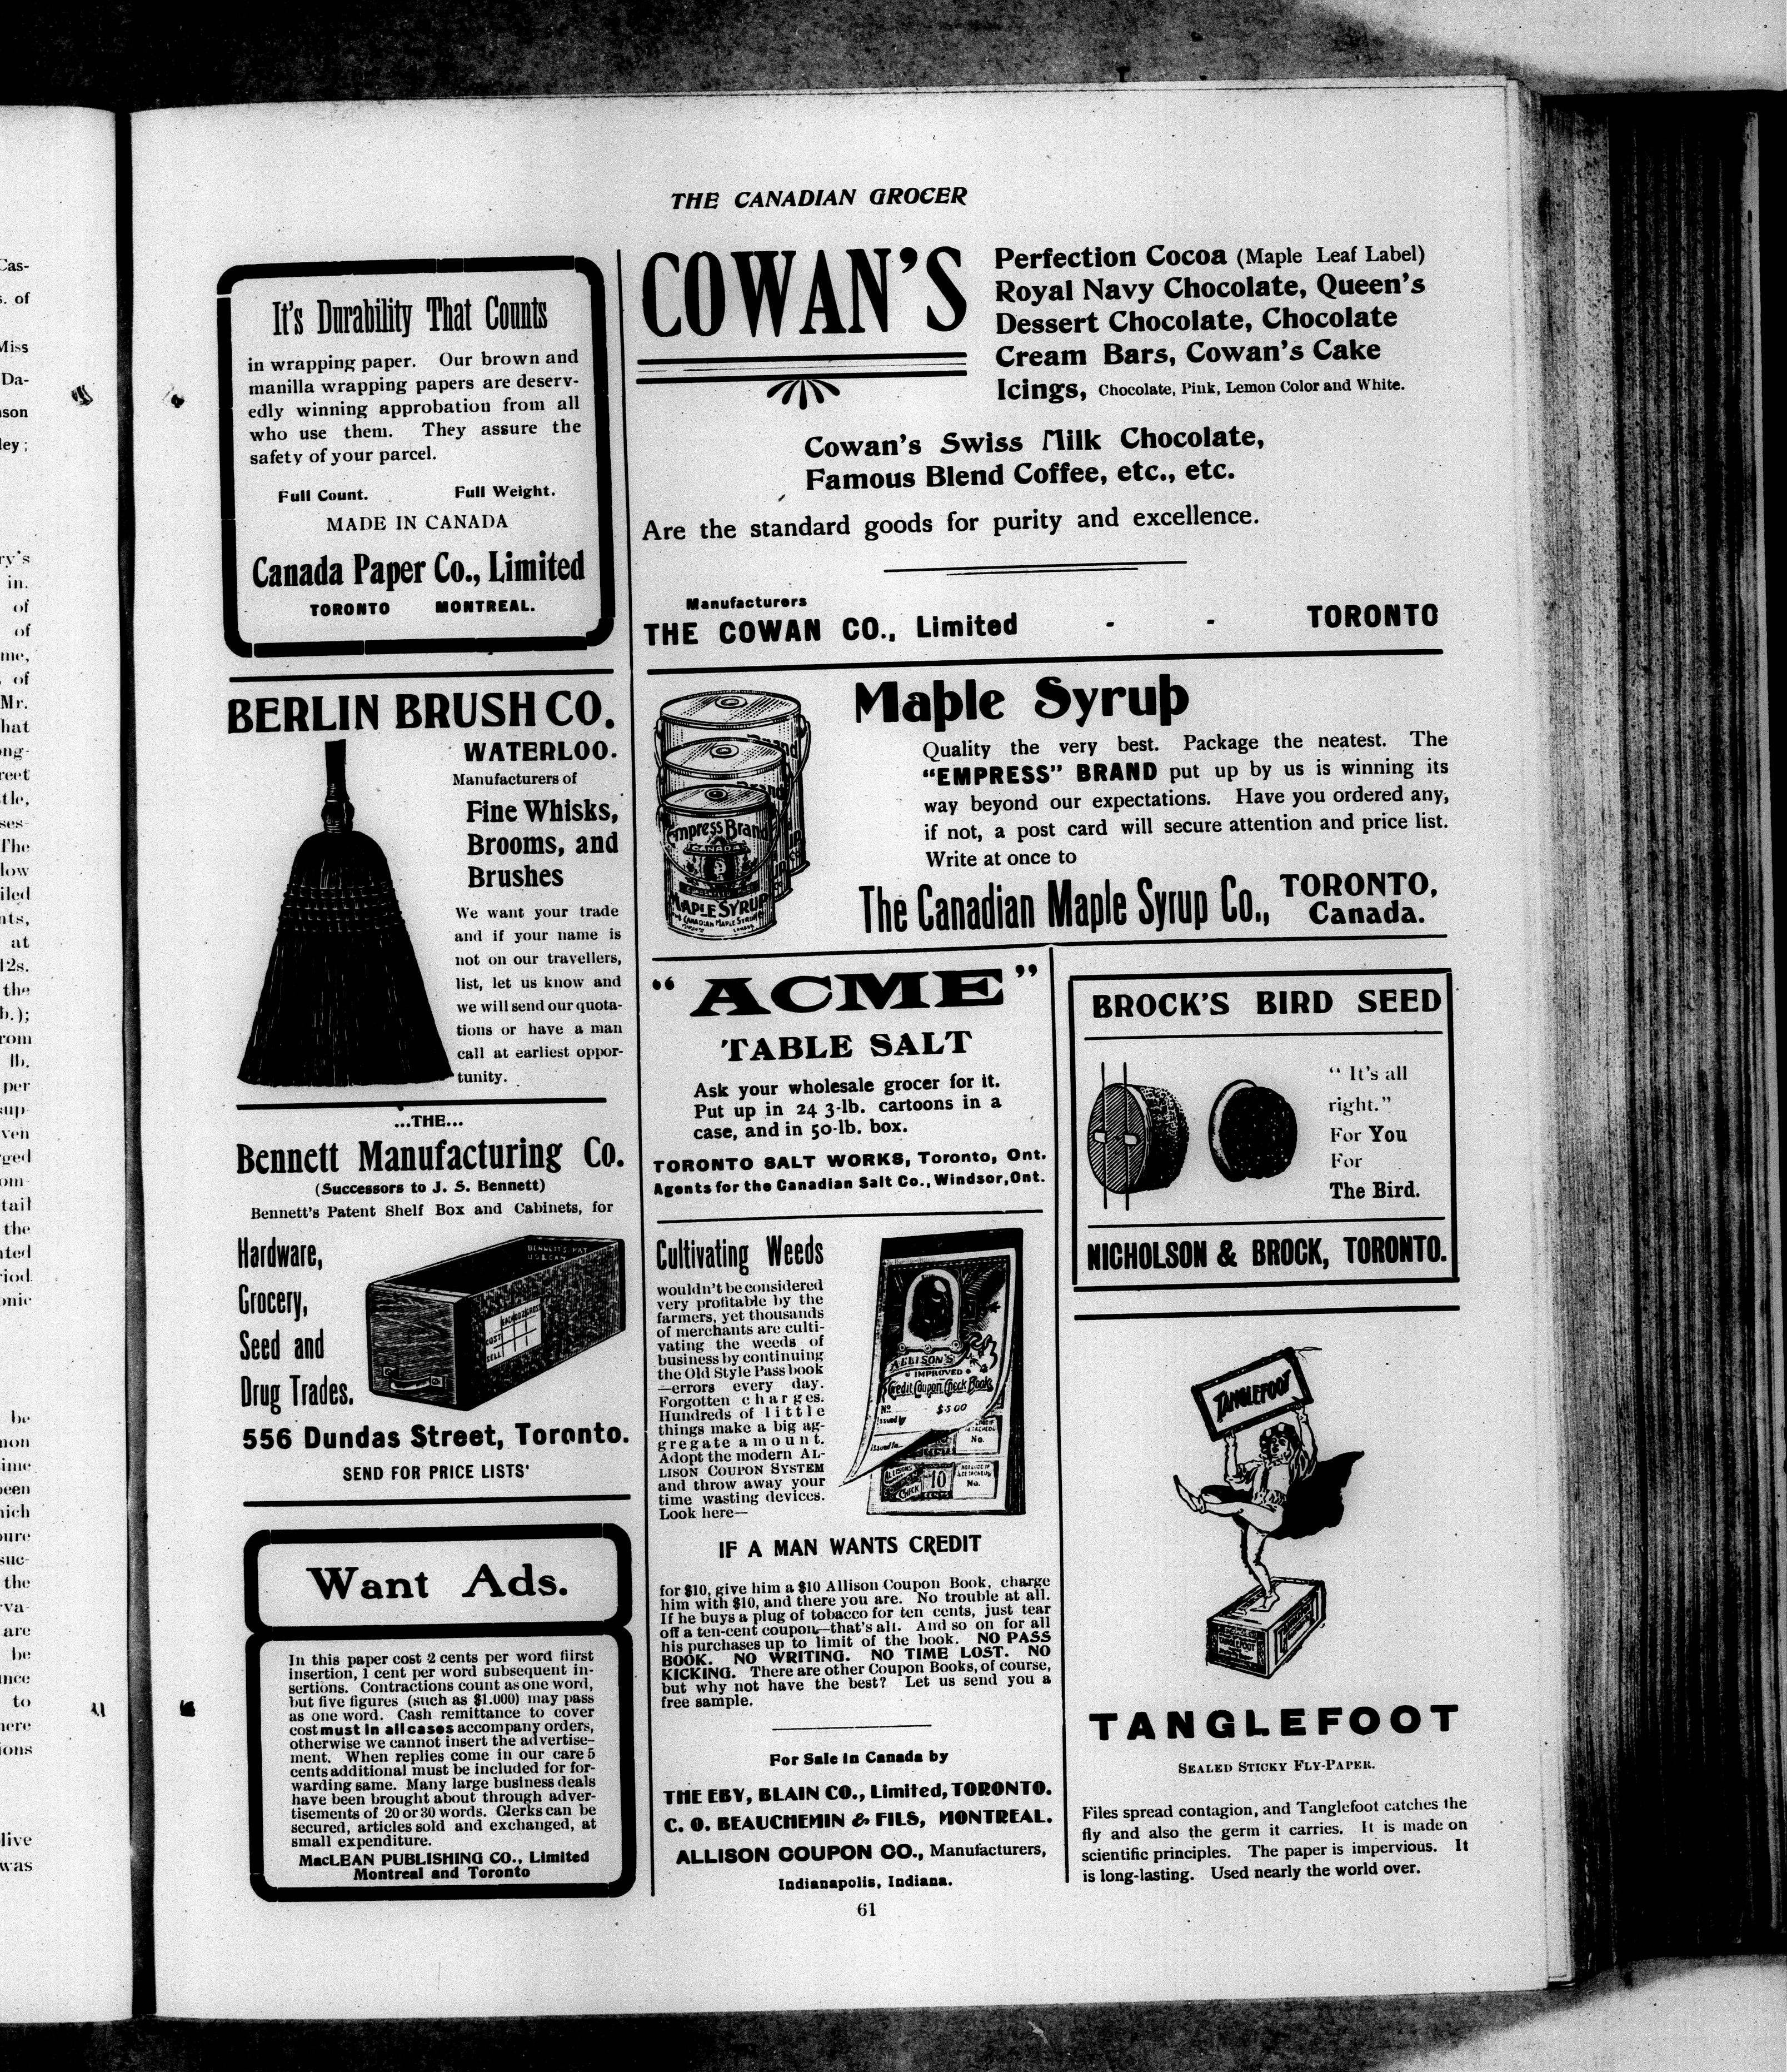 THE CANADIAN GROCER
It's Durability That Counts
in wrapping paper. Our brown and
manilla wrapping papers are deserv-
edly winning approbation from all
who use them. They assure the
safety of your parcel.
Full Count. Full Weight.
MADE IN CANADA
Canada Paper Co., Limited
TORONTO MONTREAL.
BERLIN BRUSH CO.
WATERLOO.
Manufacturers of
Fine Whisks,
Brooms, and
Brushes
We want your trade
and if your name is
not on our travellers,
list, let us know and
we will send our quota-
tions or have a man
call at earliest oppor-
tunity.
...THE...
Bennett Manufacturing Co.
(Successors to J. S. Bennett)
Bennett's Patent Shelf Box and Cabinets, for
Hardware,
Grocery,
Seed and
Drug Trades.
BENNETT'S PAT
COST
SELL
556 Dundas Street, Toronto.
SEND FOR PRICE LISTS'
Want Ads.
In this paper cost 2 cents per word first
insertion, 1 cent per word subsequent in-
sertions. Contractions count as one word,
but five figures (such as $1.000) may pass
as one word. Cash remittance to cover
cost must in all cases accompany orders,
otherwise we cannot insert the advertise-
ment. When replies come in our care 5
cents additional must be included for for-
warding same. Many large business deals
have been brought about through adver-
tisements of 20 or 30 words. Clerks can be
secured, articles sold and exchanged, at
small expenditure.
MacLEAN PUBLISHING CO., Limited
Montreal and Toronto
COWAN'S
Perfection Cocoa (Maple Leaf Label)
Royal Navy Chocolate, Queen's
Dessert Chocolate, Chocolate
Cream Bars, Cowan's Cake
Icings, Chocolate, Pink, Lemon Color and White.
Cowan's Swiss Milk Chocolate,
Famous Blend Coffee, etc., etc.
Are the standard goods for purity and excellence.
Manufacturers
THE COWAN CO., Limited - - TORONTO
Empress Brand
CANADA
MAPLE SYRUP
Maple Syrup
Quality the very best. Package the neatest. The
"EMPRESS" BRAND put up by us is winning its
way beyond our expectations. Have you ordered any,
if not, a post card will secure attention and price list.
Write at once to
The Canadian Maple Syrup Co., TORONTO,
Canada.
"ACME"
TABLE SALT
Ask your wholesale grocer for it.
Put up in 24 3-lb. cartoons in a
case, and in 50-lb. box.
TORONTO SALT WORKS, Toronto, Ont.
Agents for the Canadian Salt Co., Windsor, Ont.
Cultivating Weeds
wouldn't be considered
very profitable by the
farmers, yet thousands
of merchants are culti-
vating the weeds of
business by continuing
the Old Style Pass book
—errors every day.
Forgotten charges.
Hundreds of little
things make a big ag-
gregate amount.
Adopt the modern AL-
LISON COUPON SYSTEM
and throw away your
time wasting devices.
Look here—
ALLISON'S
IMPROVED
Credit Coupon Check Book
No $5.00
Issued by
No.
CHECK 10 CENTS
No.
IF A MAN WANTS CREDIT
for $10, give him a $10 Allison Coupon Book, charge
him with $10, and there you are. No trouble at all.
If he buys a plug of tobacco for ten cents, just tear
off a ten-cent coupon—that's all. And so on for all
his purchases up to limit of the book. NO PASS
BOOK. NO WRITING. NO TIME LOST. NO
KICKING. There are other Coupon Books, of course,
but why not have the best? Let us send you a
free sample.
For Sale in Canada by
THE EBY, BLAIN CO., Limited, TORONTO.
C. O. BEAUCHEMIN & FILS, MONTREAL.
ALLISON COUPON CO., Manufacturers,
Indianapolis, Indiana.
BROCK'S BIRD SEED
"It's all
right."
For You
For
The Bird.
NICHOLSON & BROCK, TORONTO.
TANGLEFOOT
TANGLEFOOT
TANGLEFOOT
SEALED STICKY FLY-PAPER.
Files spread contagion, and Tanglefoot catches the
fly and also the germ it carries. It is made on
scientific principles. The paper is impervious. It
is long-lasting. Used nearly the world over.
61